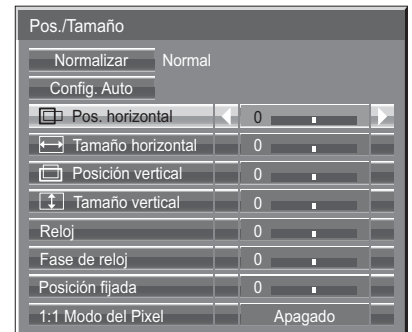 Pos./Tamaño
Normalizar Normal
Config. Auto
Pos. horizontal 0
Tamaño horizontal 0
Posición vertical 0
Tamaño vertical 0
Reloj 0
Fase de reloj 0
Posición fijada 0
1:1 Modo del Pixel Apagado